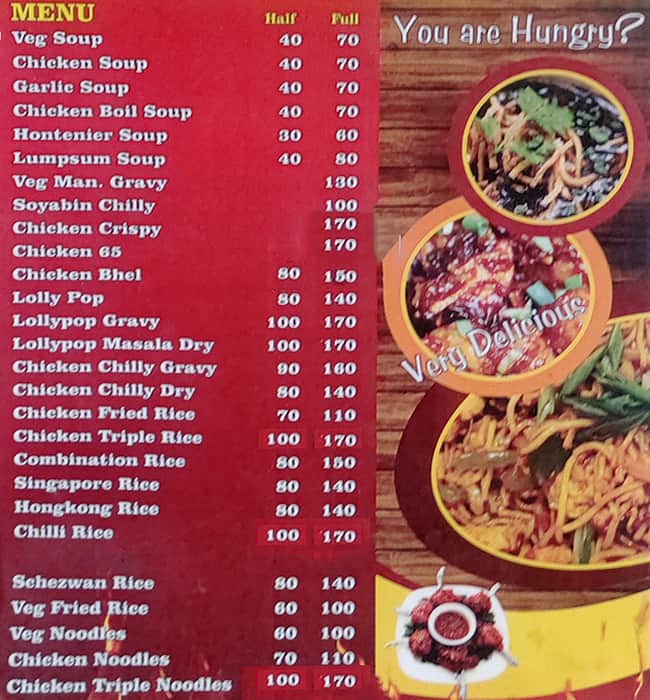 MENU Half Full
Veg Soup 40 70
Chicken Soup 40 70
Garlic Soup 40 70
Chicken Boil Soup 40 70
Hontenier Soup 30 60
Lumpsum Soup 40 80
Veg Man. Gravy 130
Soyabin Chilly 100
Chicken Crispy 170
Chicken 65 170
Chicken Bhel 80 150
Lolly Pop 80 140
Lollypop Gravy 100 170
Lollypop Masala Dry 100 170
Chicken Chilly Gravy 90 160
Chicken Chilly Dry 80 140
Chicken Fried Rice 70 110
Chicken Triple Rice 100 170
Combination Rice 80 150
Singapore Rice 80 140
Hongkong Rice 80 140
Chilli Rice 100 170
Schezwan Rice 80 140
Veg Fried Rice 60 100
Veg Noodles 60 100
Chicken Noodles 70 110
Chicken Triple Noodles 100 170
You are Hungry?
Very Delicious